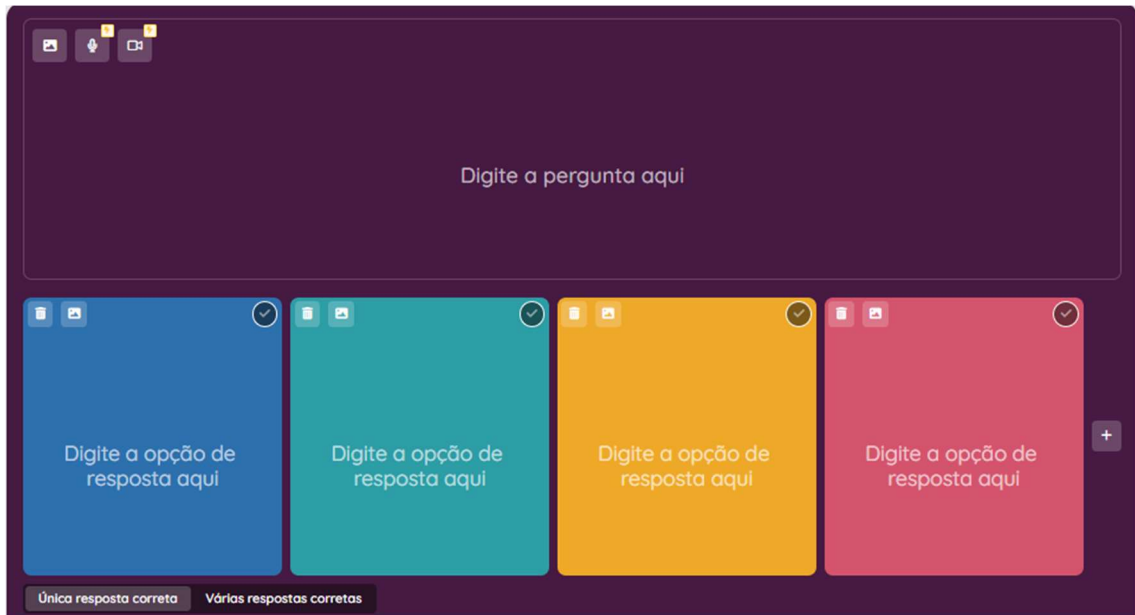 Digite a pergunta aqui
Digite a opção de
resposta aqui
Digite a opção de
resposta aqui
Digite a opção de
resposta aqui
Digite a opção de
resposta aqui
+
Única resposta correta
Várias respostas corretas